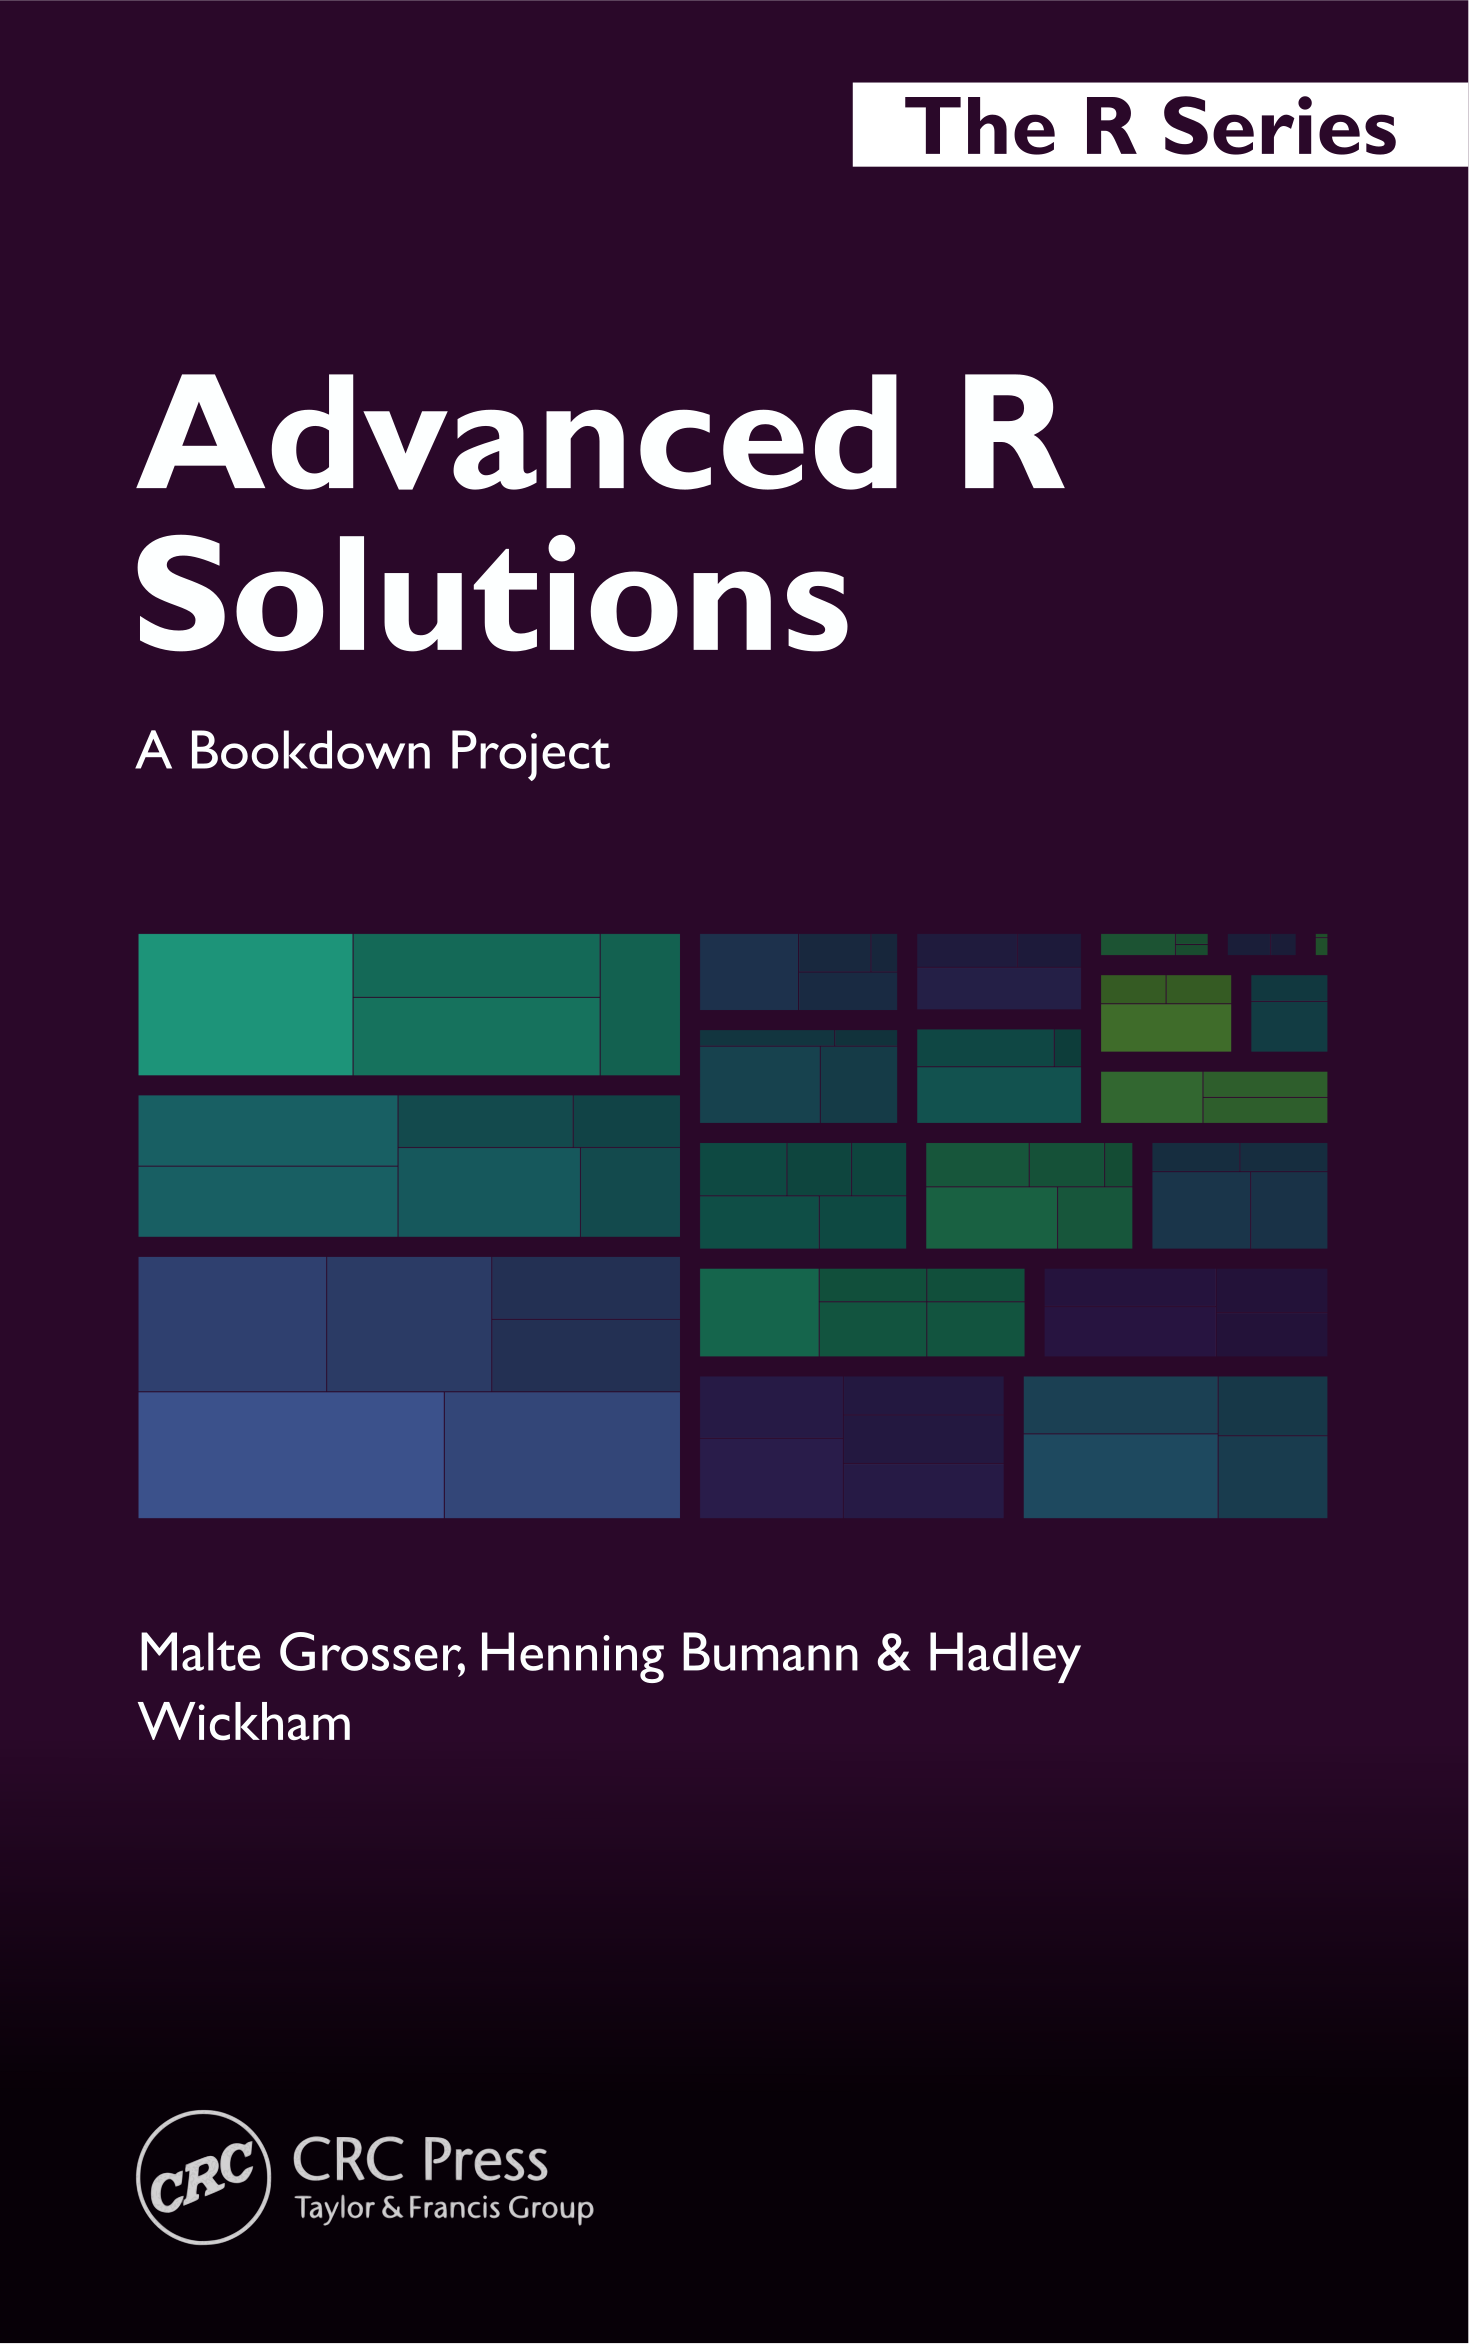 The R Series
Advanced R
Solutions
A Bookdown Project
Malte Grosser, Henning Bumann & Hadley
Wickham
CRC
CRC Press
Taylor & Francis Group